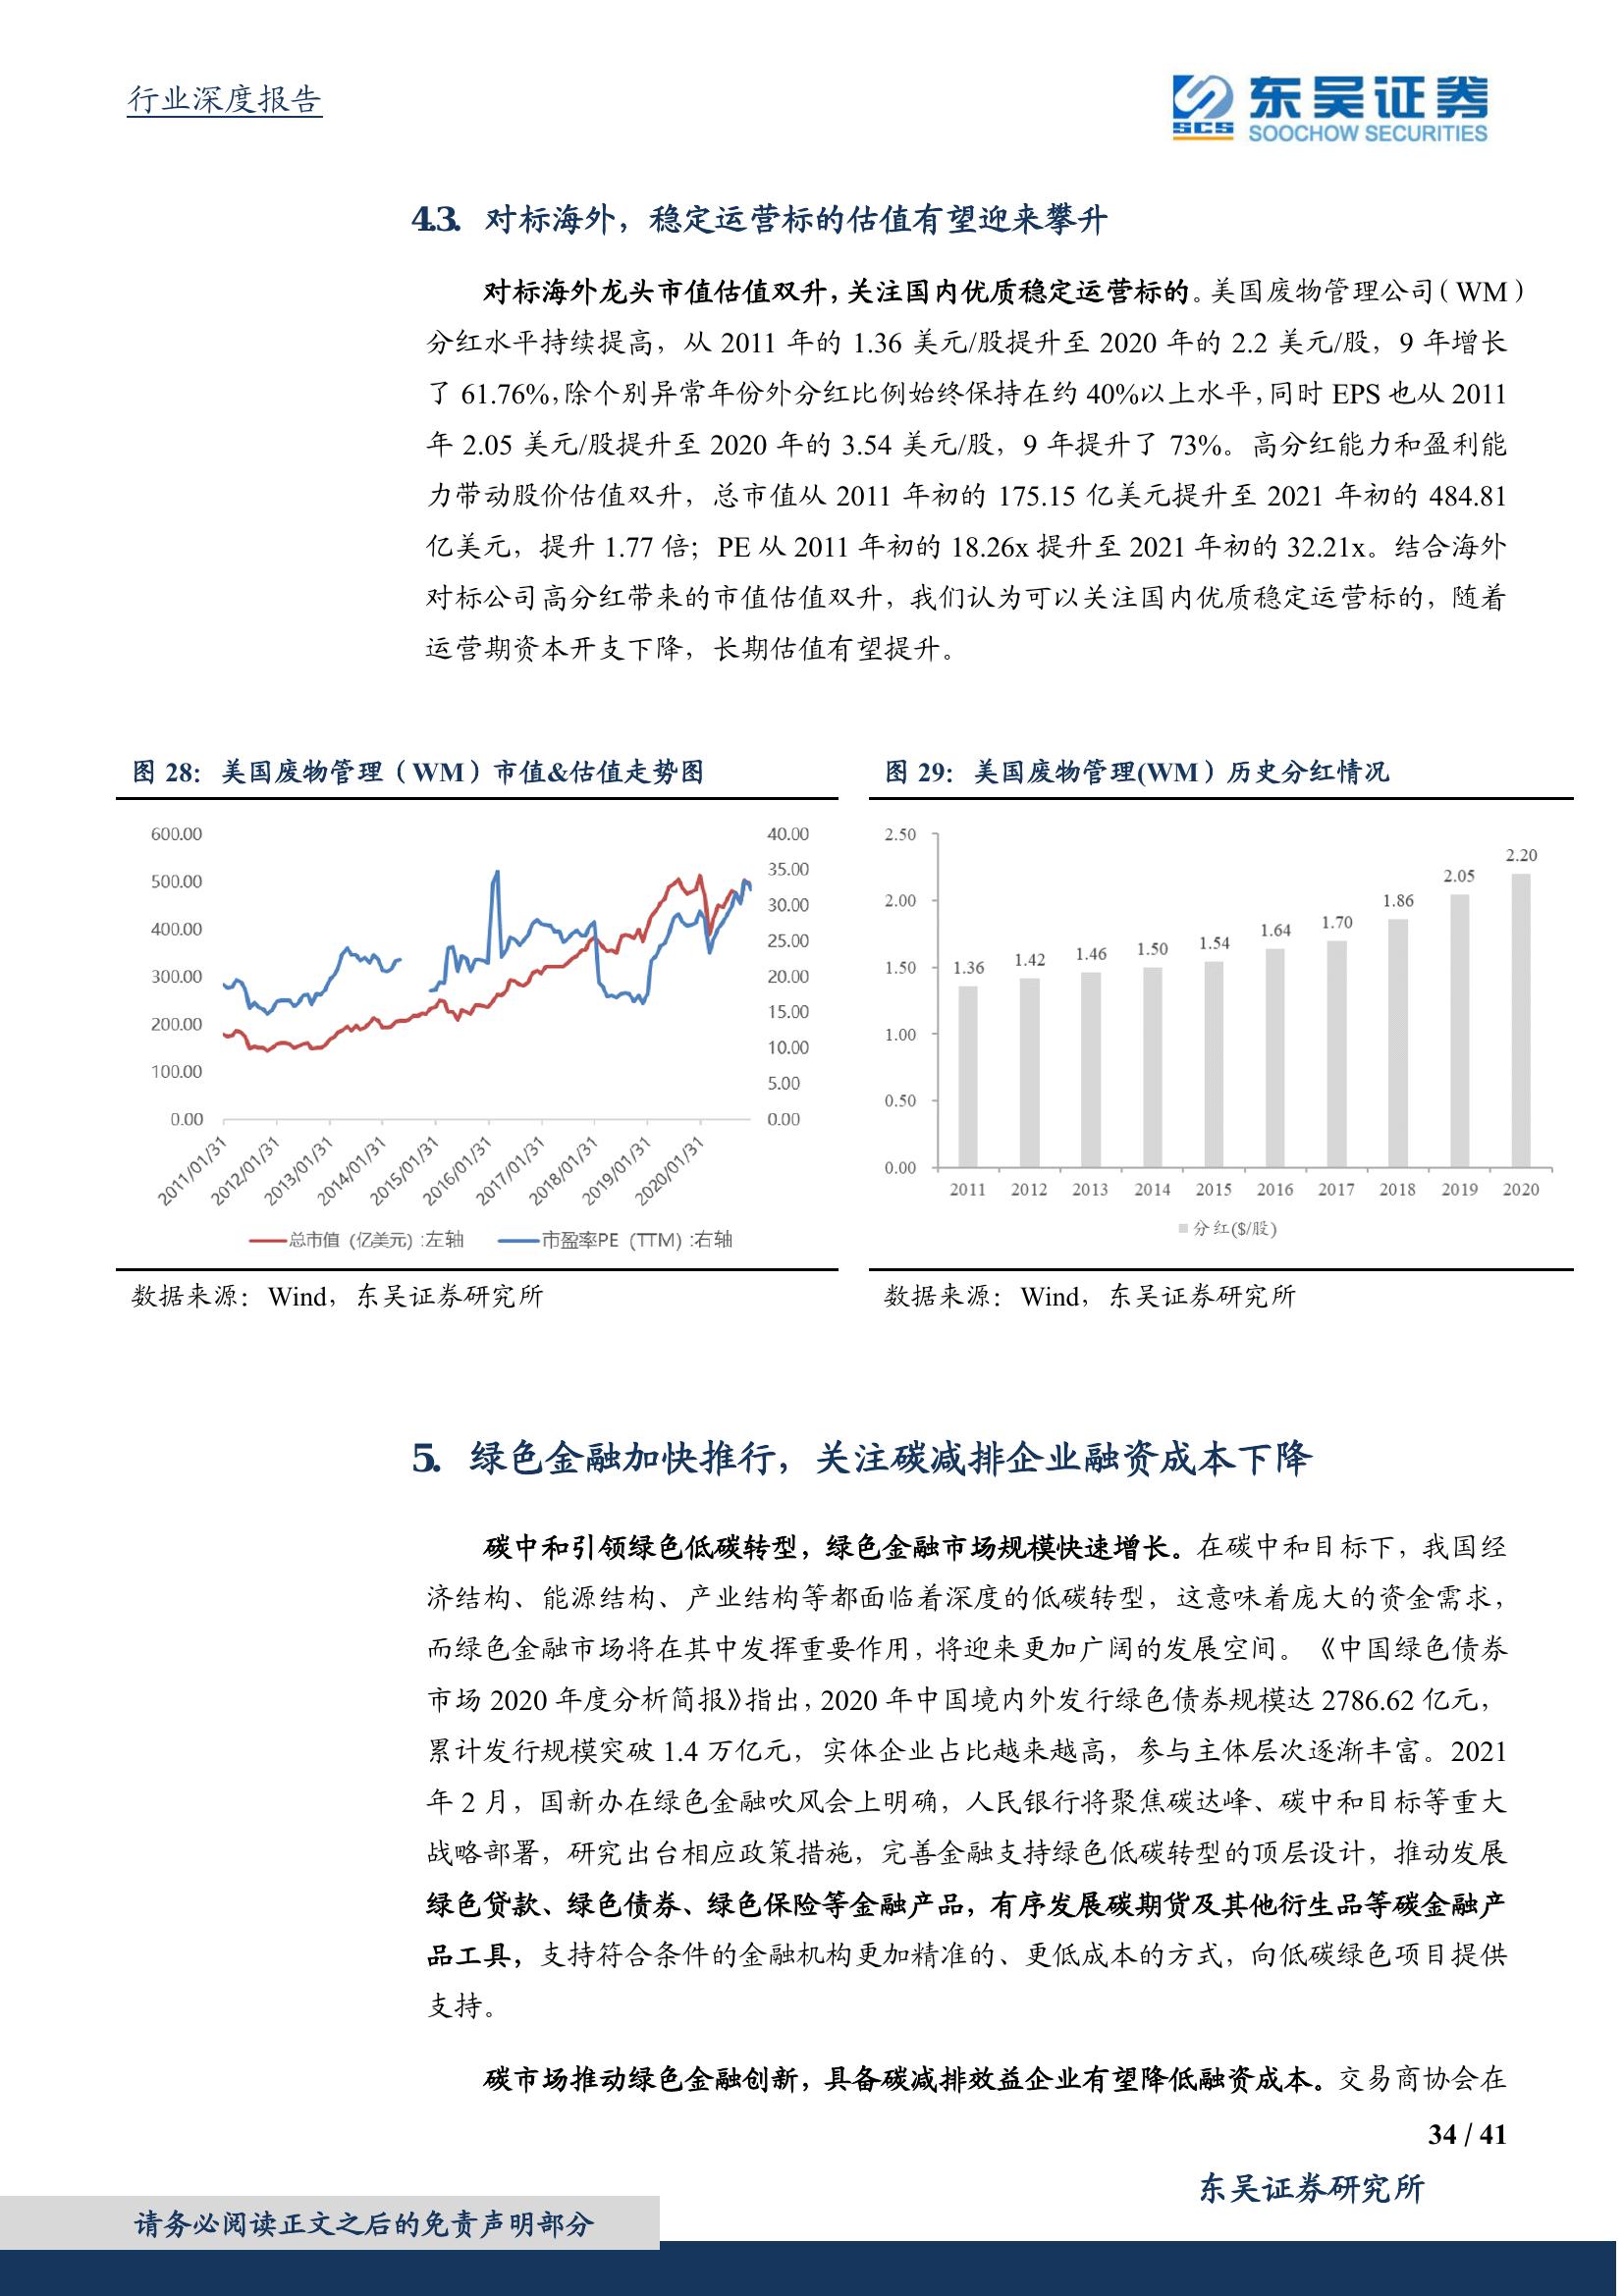 行业深度报告
SCS
东吴证券
SOOCHOW SECURITIES
4.3. 对标海外，稳定运营标的估值有望迎来攀升
对标海外龙头市值估值双升，关注国内优质稳定运营标的。美国废物管理公司（WM）
分红水平持续提高，从 2011 年的 1.36 美元/股提升至 2020 年的 2.2 美元/股，9 年增长
了 61.76%，除个别异常年份外分红比例始终保持在约 40%以上水平，同时 EPS 也从 2011
年 2.05 美元/股提升至 2020 年的 3.54 美元/股，9 年提升了 73%。高分红能力和盈利能
力带动股价估值双升，总市值从 2011 年初的 175.15 亿美元提升至 2021 年初的 484.81
亿美元，提升 1.77 倍；PE 从 2011 年初的 18.26x 提升至 2021 年初的 32.21x。结合海外
对标公司高分红带来的市值估值双升，我们认为可以关注国内优质稳定运营标的，随着
运营期资本开支下降，长期估值有望提升。
图 28：美国废物管理（WM）市值&估值走势图
600.00
500.00
400.00
300.00
200.00
100.00
0.00
40.00
35.00
30.00
25.00
20.00
15.00
10.00
5.00
0.00
2011/01/31
2012/01/31
2013/01/31
2014/01/31
2015/01/31
2016/01/31
2017/01/31
2018/01/31
2019/01/31
2020/01/31
总市值 (亿美元) :左轴
市盈率PE (TTM) :右轴
数据来源：Wind，东吴证券研究所
图 29：美国废物管理(WM）历史分红情况
2.50
2.00
1.50
1.00
0.50
0.00
1.36
1.42
1.46
1.50
1.54
1.64
1.70
1.86
2.05
2.20
2011
2012
2013
2014
2015
2016
2017
2018
2019
2020
分红($/股)
数据来源：Wind，东吴证券研究所
5. 绿色金融加快推行，关注碳减排企业融资成本下降
碳中和引领绿色低碳转型，绿色金融市场规模快速增长。在碳中和目标下，我国经
济结构、能源结构、产业结构等都面临着深度的低碳转型，这意味着庞大的资金需求，
而绿色金融市场将在其中发挥重要作用，将迎来更加广阔的发展空间。《中国绿色债券
市场 2020 年度分析简报》指出，2020 年中国境内外发行绿色债券规模达 2786.62 亿元，
累计发行规模突破 1.4 万亿元，实体企业占比越来越高，参与主体层次逐渐丰富。2021
年 2 月，国新办在绿色金融吹风会上明确，人民银行将聚焦碳达峰、碳中和目标等重大
战略部署，研究出台相应政策措施，完善金融支持绿色低碳转型的顶层设计，推动发展
绿色贷款、绿色债券、绿色保险等金融产品，有序发展碳期货及其他衍生品等碳金融产
品工具，支持符合条件的金融机构更加精准的、更低成本的方式，向低碳绿色项目提供
支持。
碳市场推动绿色金融创新，具备碳减排效益企业有望降低融资成本。交易商协会在
34 / 41
东吴证券研究所
请务必阅读正文之后的免责声明部分